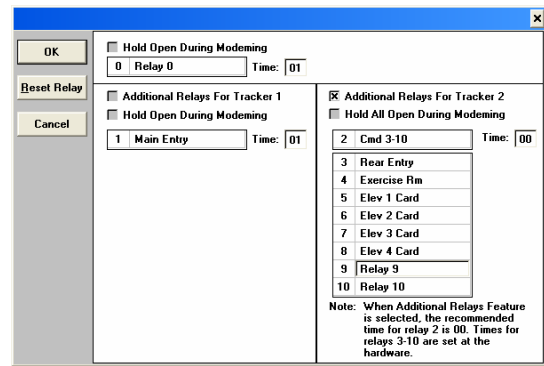 OK
Reset Relay
Cancel
Hold Open During Modeming
0 Relay 0 Time: 01
Additional Relays For Tracker 1
Hold Open During Modeming
1 Main Entry Time: 01
Additional Relays For Tracker 2
Hold All Open During Modeming
2 Cmd 3-10 Time: 00
3 Rear Entry
4 Exercise Rm
5 Elev 1 Card
6 Elev 2 Card
7 Elev 3 Card
8 Elev 4 Card
9 Relay 9
10 Relay 10
Note: When Additional Relays Feature
is selected, the recommended
time for relay 2 is 00. Times for
relays 3-10 are set at the
hardware.